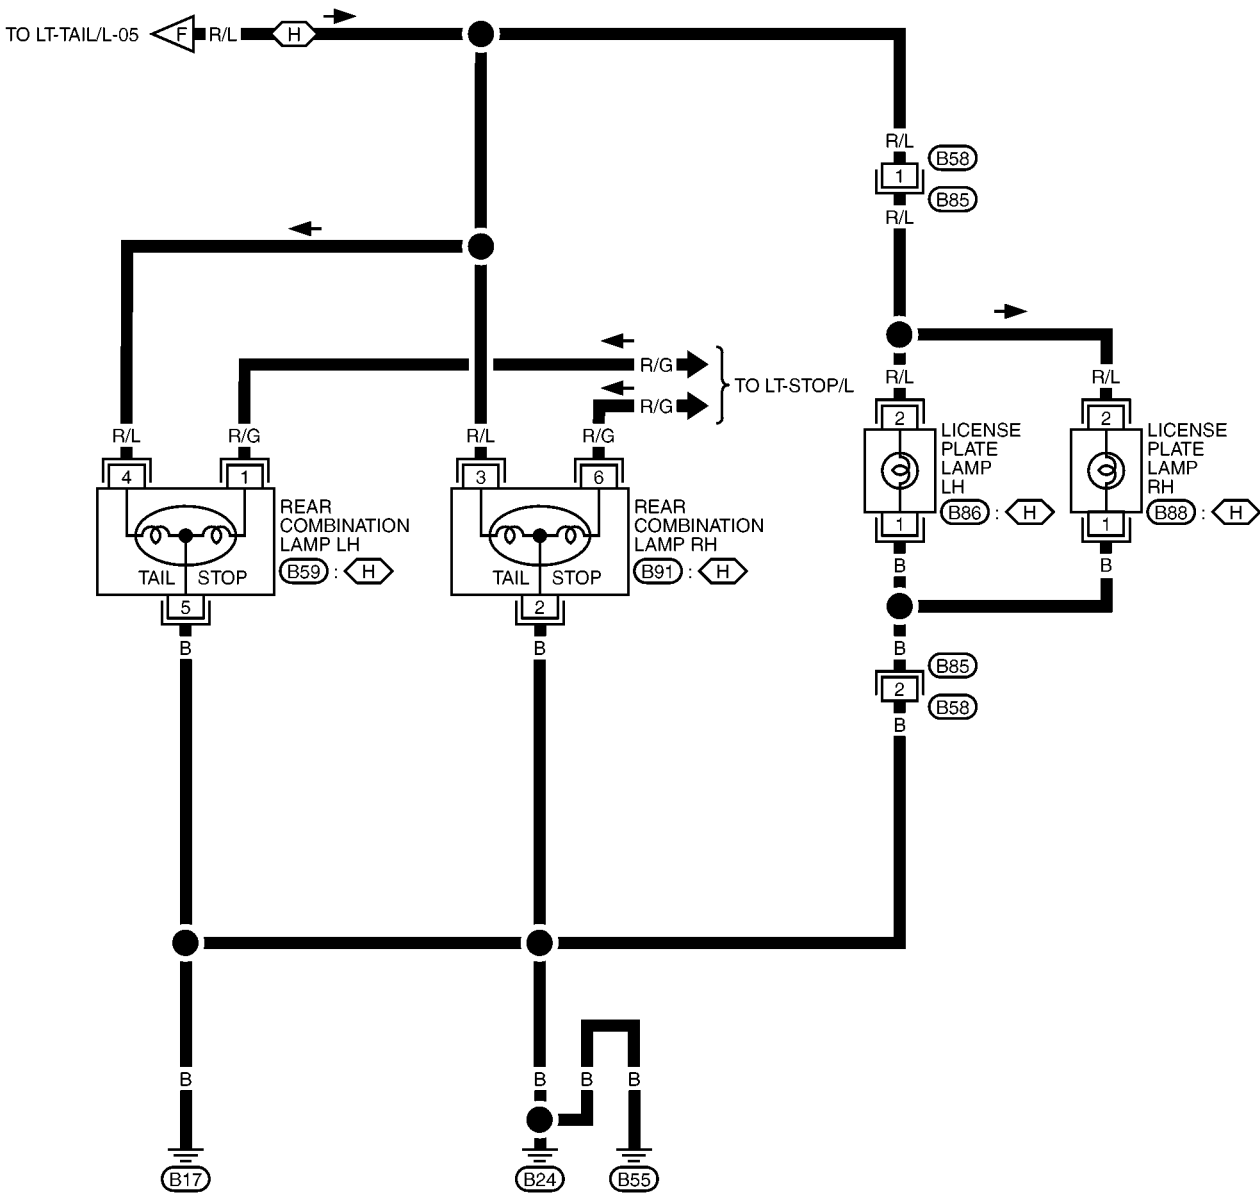 TO LT-TAIL/L-05
F
R/L
H
R/L
B58
1
B85
R/L
R/G
TO LT-STOP/L
R/G
R/L
R/L
R/L
R/G
R/L
R/G
2
2
4
1
3
6
LICENSE
PLATE
LAMP
LH
B86 : H
LICENSE
PLATE
LAMP
RH
B88 : H
REAR
COMBINATION
LAMP LH
B59 : H
REAR
COMBINATION
LAMP RH
B91 : H
1
1
TAIL STOP
TAIL STOP
B
B
5
2
B
B
B
B85
2
B58
B
B
B
B
B
B17
B24
B55